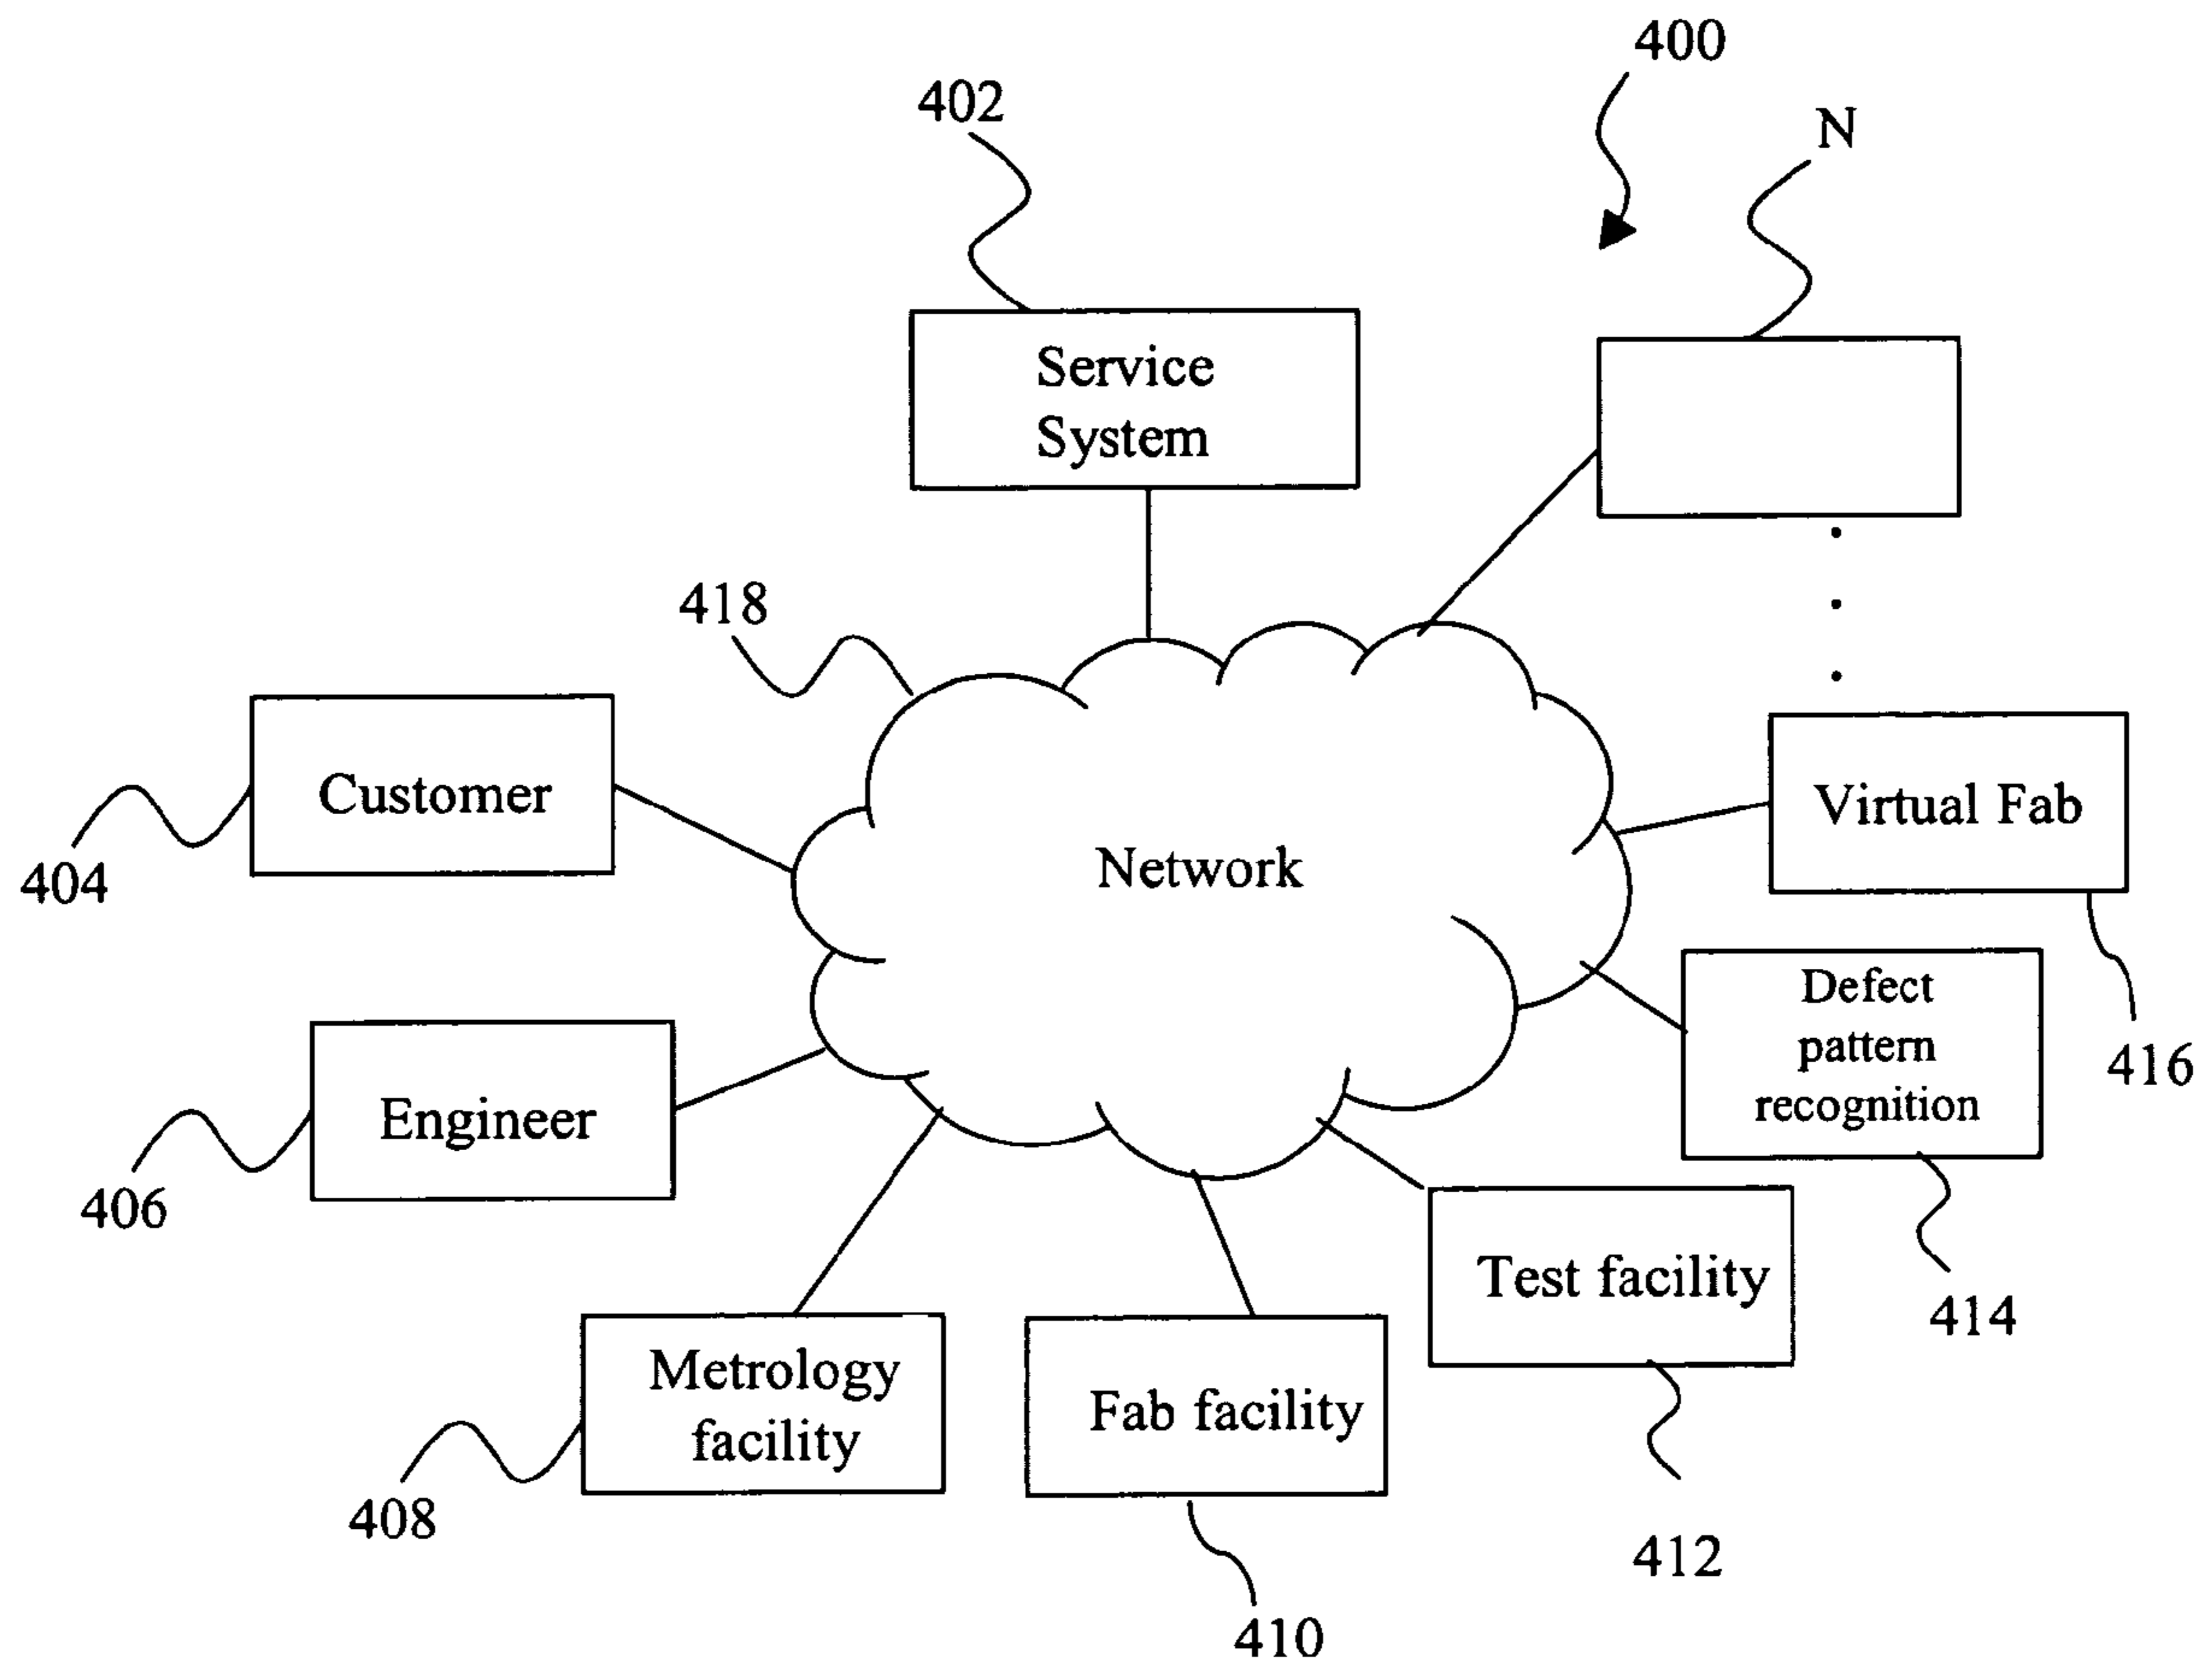 400
402
N
Service
System
418
Customer
Virtual Fab
Network
404
Defect
pattern
recognition
416
Engineer
406
Test facility
414
Metrology
facility
Fab facility
408
412
410